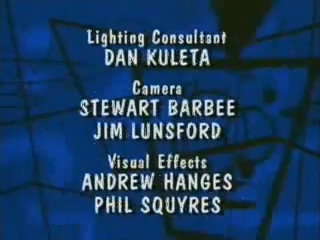 Lighting Consultant
DAN KULETA
Camera
STEWART BARBEE
JIM LUNSFORD
Visual Effects
ANDREW HANGES
PHIL SQUYRES